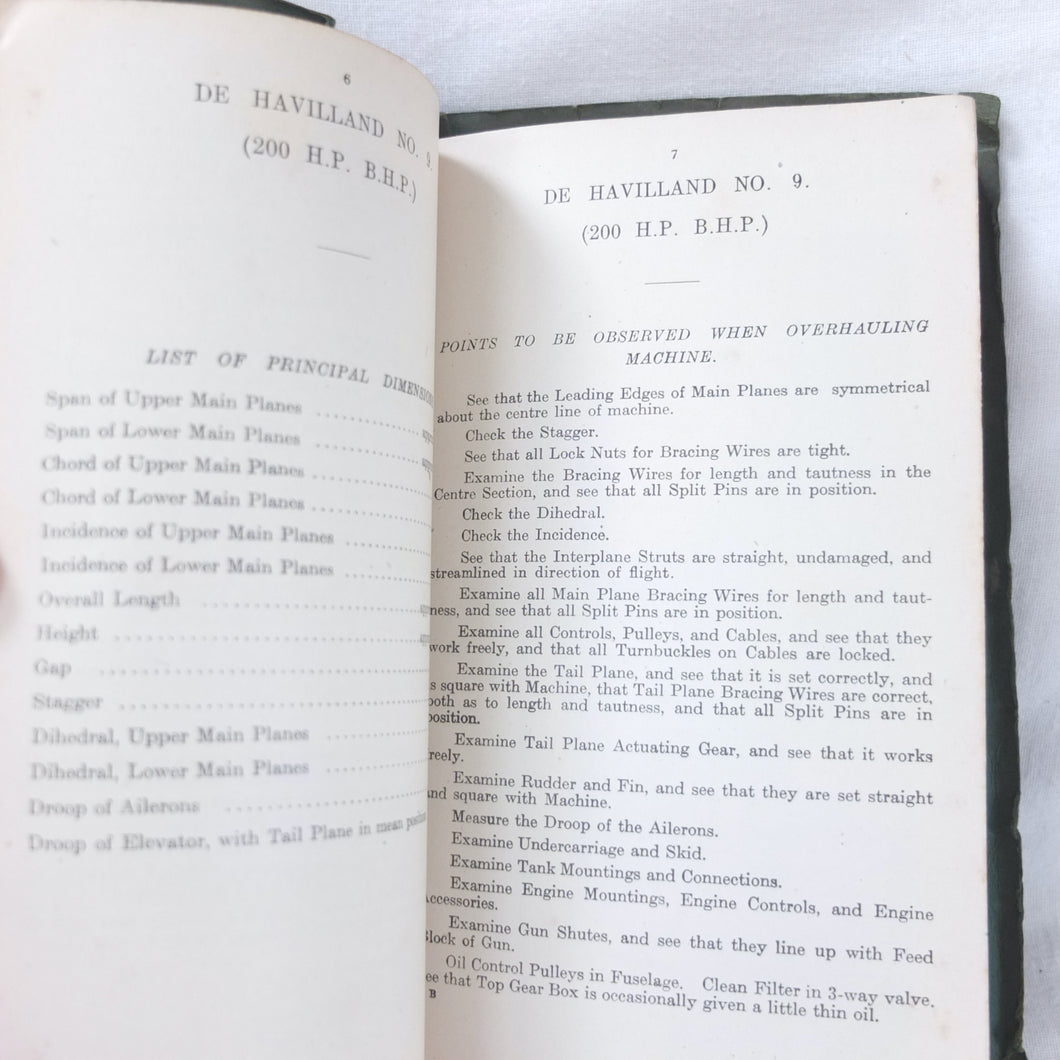 6
DE HAVILLAND NO. 9.
(200 H.P. B.H.P.)
LIST OF PRINCIPAL
Span of Upper Main Planes
Span of Lower Main Planes
Chord of Upper Main Planes
Chord of Lower Main Planes
Incidence of Upper Main Planes
Incidence of Lower Main Planes
Overall Length
Height
Gap
Stagger
Dihedral, Upper Main Planes
Dihedral, Lower Main Planes
Droop of Ailerons
Droop of Elevator, with Tail Plane in mean
7
DE HAVILLAND NO. 9.
(200 H.P. B.H.P.)
POINTS TO BE OBSERVED WHEN OVERHAULING
MACHINE.
See that the Leading Edges of Main Planes are symmetrical
about the centre line of machine.
Check the Stagger.
See that all Lock Nuts for Bracing Wires are tight.
Examine the Bracing Wires for length and tautness in the
Centre Section, and see that all Split Pins are in position.
Check the Dihedral.
Check the Incidence.
See that the Interplane Struts are straight, undamaged, and
streamlined in direction of flight.
Examine all Main Plane Bracing Wires for length and taut-
ness, and see that all Split Pins are in position.
Examine all Controls, Pulleys, and Cables, and see that they
work freely, and that all Turnbuckles on Cables are locked.
Examine the Tail Plane, and see that it is set correctly, and
s square with Machine, that Tail Plane Bracing Wires are correct,
both as to length and tautness, and that all Split Pins are in
position.
Examine Tail Plane Actuating Gear, and see that it works
reely.
Examine Rudder and Fin, and see that they are set straight
nd square with Machine.
Measure the Droop of the Ailerons.
Examine Undercarriage and Skid.
Examine Tank Mountings and Connections.
Examine Engine Mountings, Engine Controls, and Engine
Accessories.
Examine Gun Shutes, and see that they line up with Feed
Block of Gun.
Oil Control Pulleys in Fuselage. Clean Filter in 3-way valve.
ee that Top Gear Box is occasionally given a little thin oil.
B